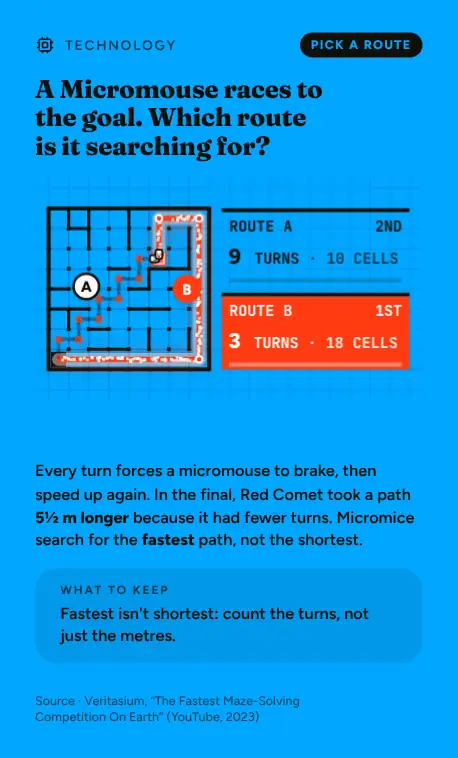 TECHNOLOGY
PICK A ROUTE
A Micromouse races to
the goal. Which route
is it searching for?
A
B
ROUTE A 2ND
9 TURNS · 10 CELLS
ROUTE B 1ST
3 TURNS · 18 CELLS
Every turn forces a micromouse to brake, then
speed up again. In the final, Red Comet took a path
5½ m longer because it had fewer turns. Micromice
search for the fastest path, not the shortest.
WHAT TO KEEP
Fastest isn't shortest: count the turns, not
just the metres.
Source · Veritasium, “The Fastest Maze-Solving
Competition On Earth” (YouTube, 2023)